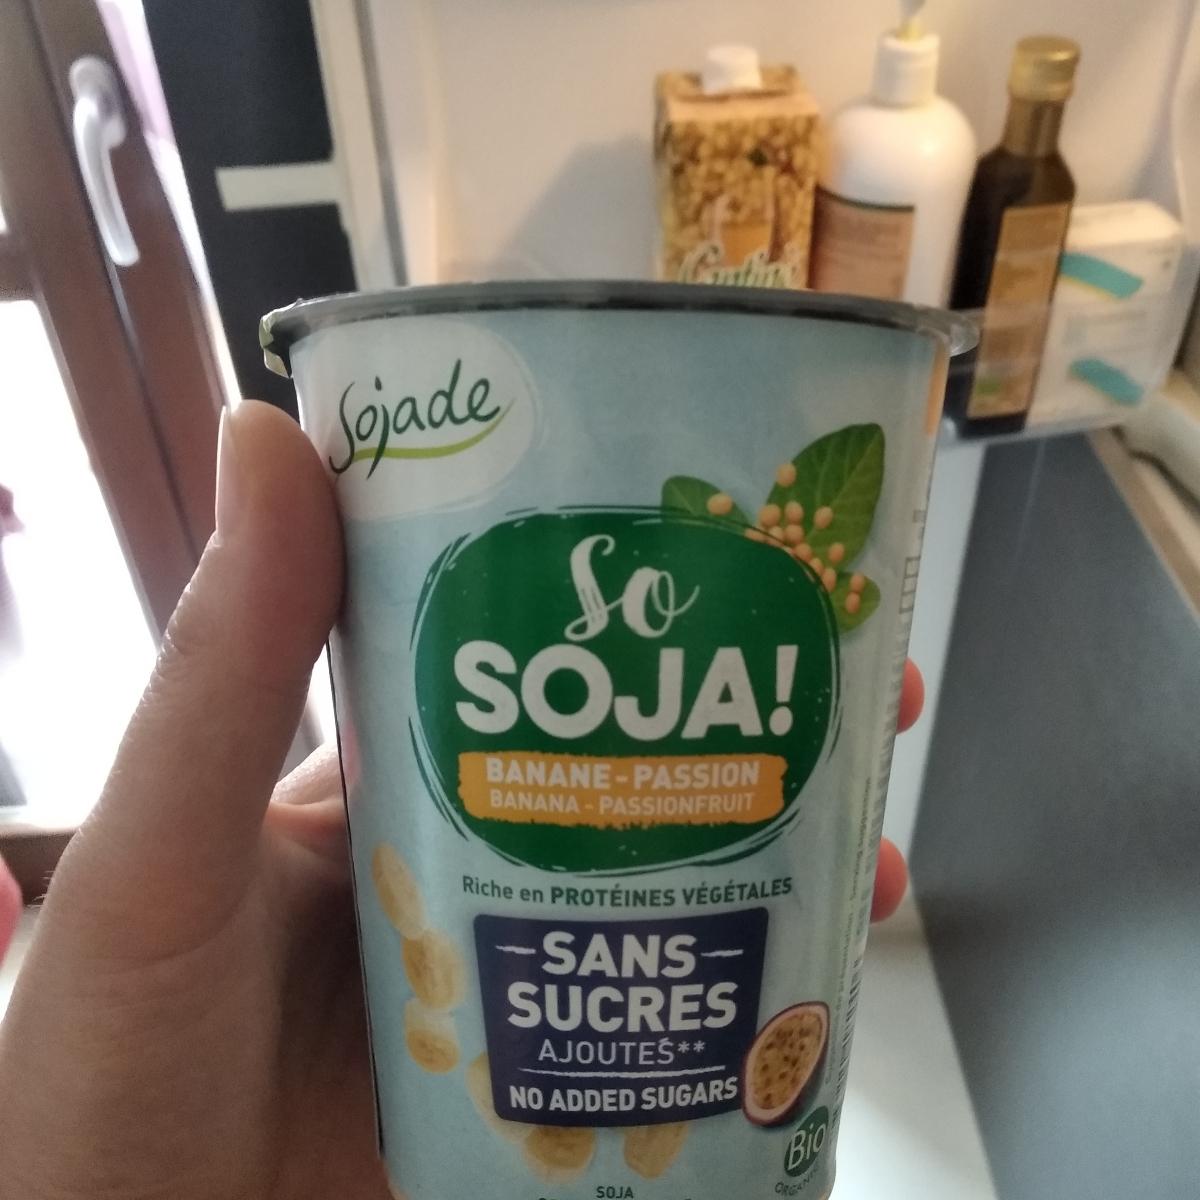 Sojade
So
SOJA!
BANANE - PASSION
BANANA - PASSIONFRUIT
Riche en PROTÉINES VÉGÉTALES
SANS
SUCRES
AJOUTÉS**
NO ADDED SUGARS
Bio
ORGANIC
SOJA